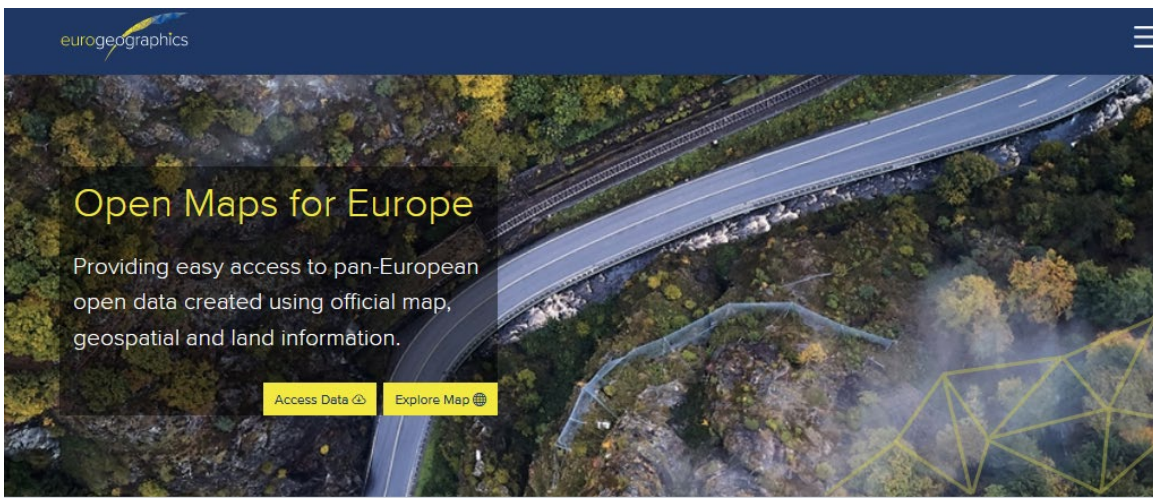 eurogeographics
Open Maps for Europe
Providing easy access to pan-European
open data created using official map,
geospatial and land information.
Access Data
Explore Map